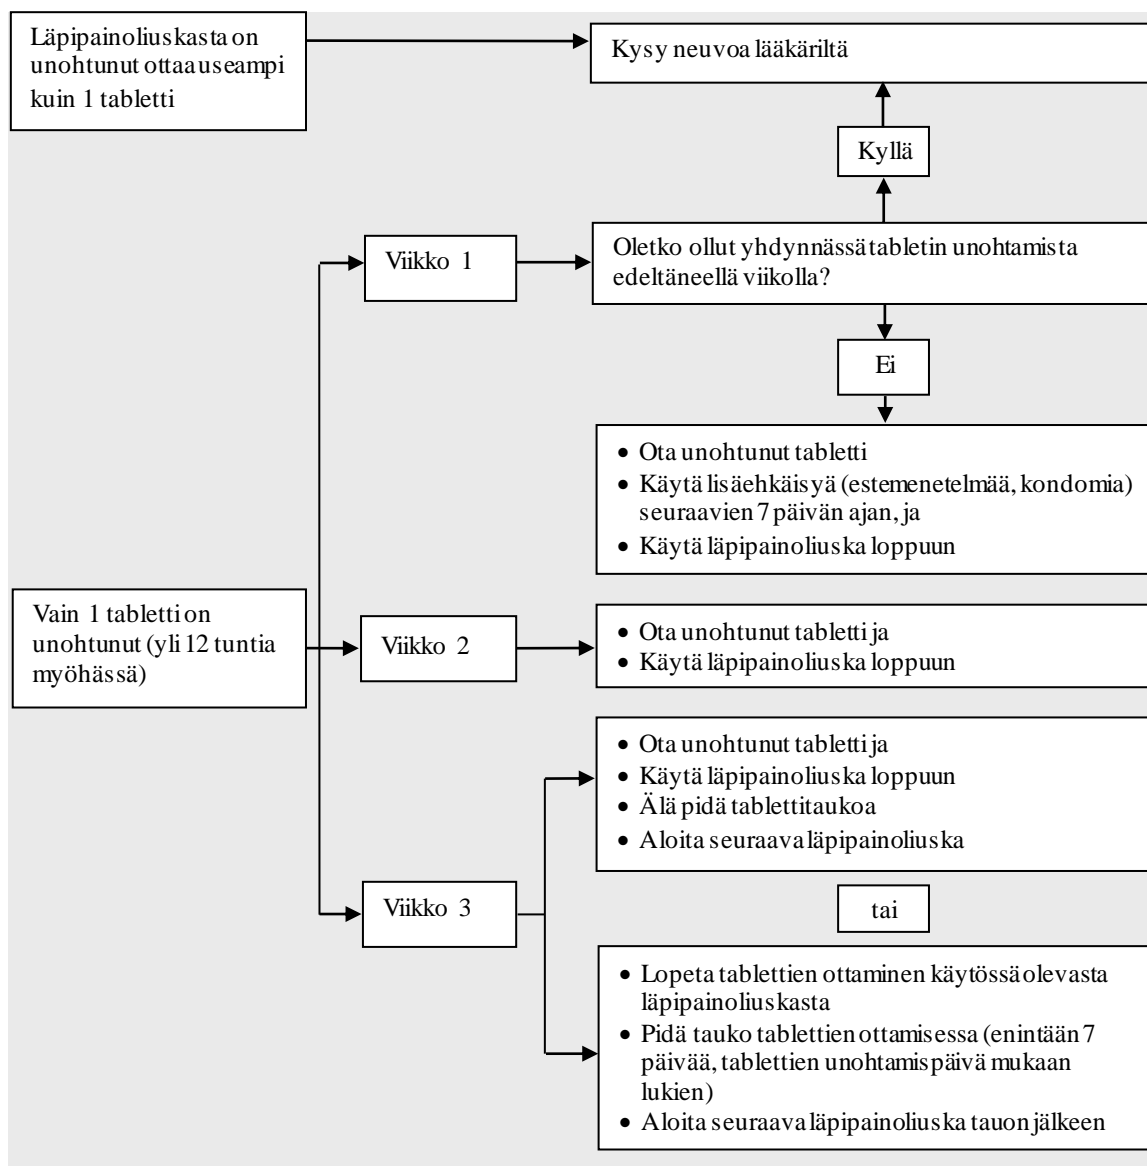 Läpipainoliuskasta on
unohtunut ottaa useampi
kuin 1 tabletti
Kysy neuvoa lääkäriltä
Kyllä
Viikko 1
Oletko ollut yhdynnässä tabletin unohtamista
edeltäneellä viikolla?
Ei
• Ota unohtunut tabletti
• Käytä lisäehkäisyä (estemenetelmää, kondomia)
seuraavien 7 päivän ajan, ja
• Käytä läpipainoliuska loppuun
Vain 1 tabletti on
unohtunut (yli 12 tuntia
myöhässä)
Viikko 2
• Ota unohtunut tabletti ja
• Käytä läpipainoliuska loppuun
• Ota unohtunut tabletti ja
• Käytä läpipainoliuska loppuun
• Älä pidä tablettitaukoa
• Aloita seuraava läpipainoliuska
Viikko 3
tai
• Lopeta tablettien ottaminen käytössä olevasta
läpipainoliuskasta
• Pidä tauko tablettien ottamisessa (enintään 7
päivää, tablettien unohtamispäivä mukaan
lukien)
• Aloita seuraava läpipainoliuska tauon jälkeen